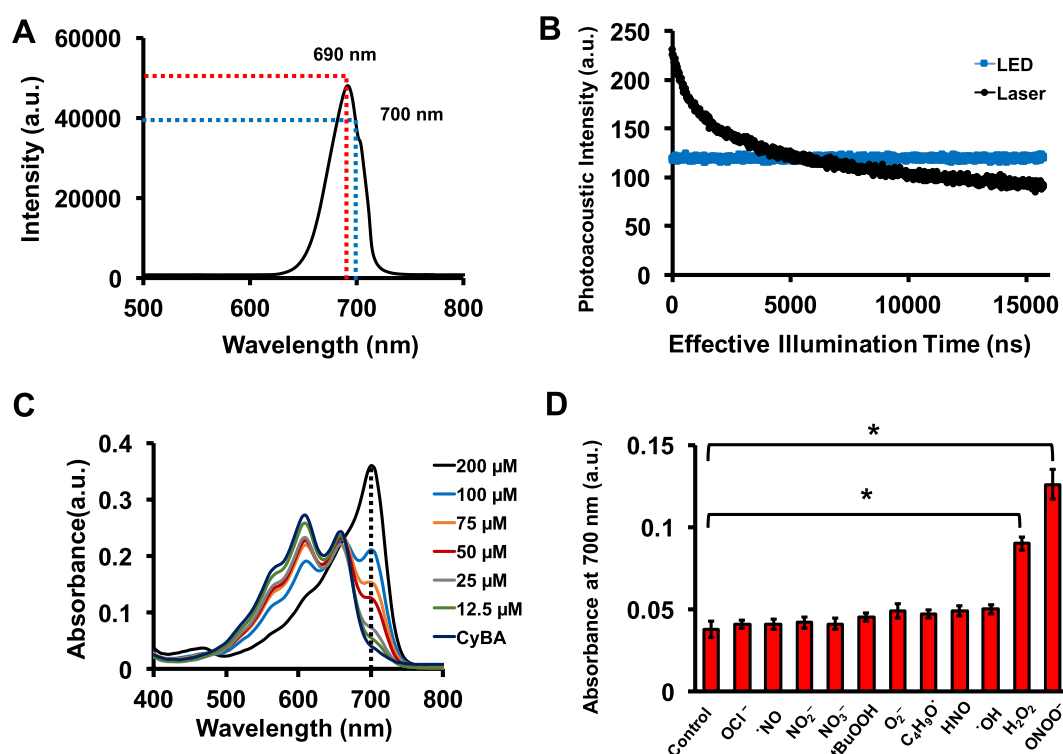 A
60000
40000
20000
0
500
600
700
800
Intensity (a.u.)
Wavelength (nm)
690 nm
700 nm
B
250
200
150
100
50
0
0
5000
10000
15000
Photoacoustic Intensity (a.u.)
Effective Illumination Time (ns)
LED
Laser
C
0.4
0.3
0.2
0.1
0
400
500
600
700
800
Absorbance(a.u.)
Wavelength (nm)
200 µM
100 µM
75 µM
50 µM
25 µM
12.5 µM
CyBA
D
0.15
0.1
0.05
0
Absorbance at 700 nm (a.u.)
*
*
Control
OCl⁻
˙NO
NO₂⁻
NO₃⁻
tBuOOH
O₂⁻
C₄H₉O˙
HNO
˙OH
H₂O₂
ONOO⁻